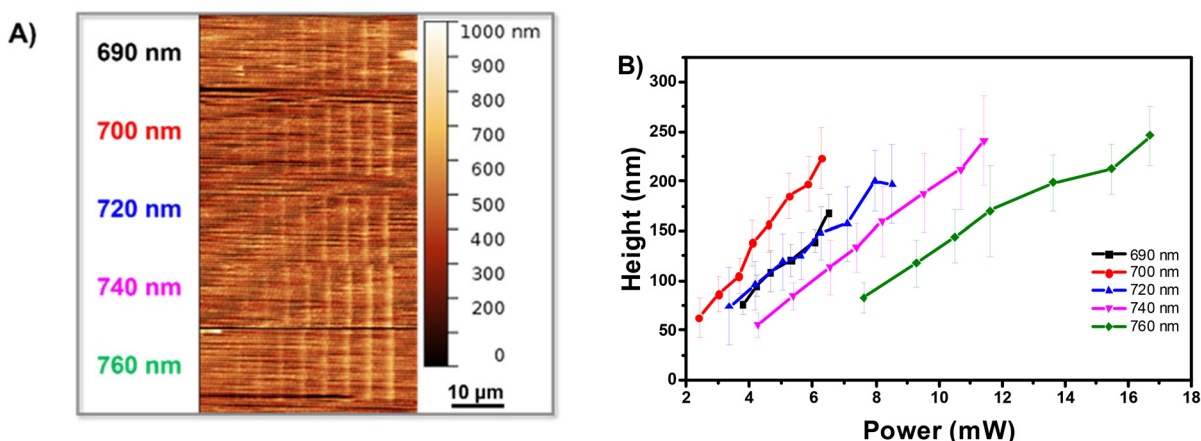 A)
690 nm
700 nm
720 nm
740 nm
760 nm
1000 nm
900
800
700
600
500
400
300
200
0
10 µm
B)
Height (nm)
300
250
200
150
100
50
0
690 nm
700 nm
720 nm
740 nm
760 nm
2 4 6 8 10 12 14 16 18
Power (mW)